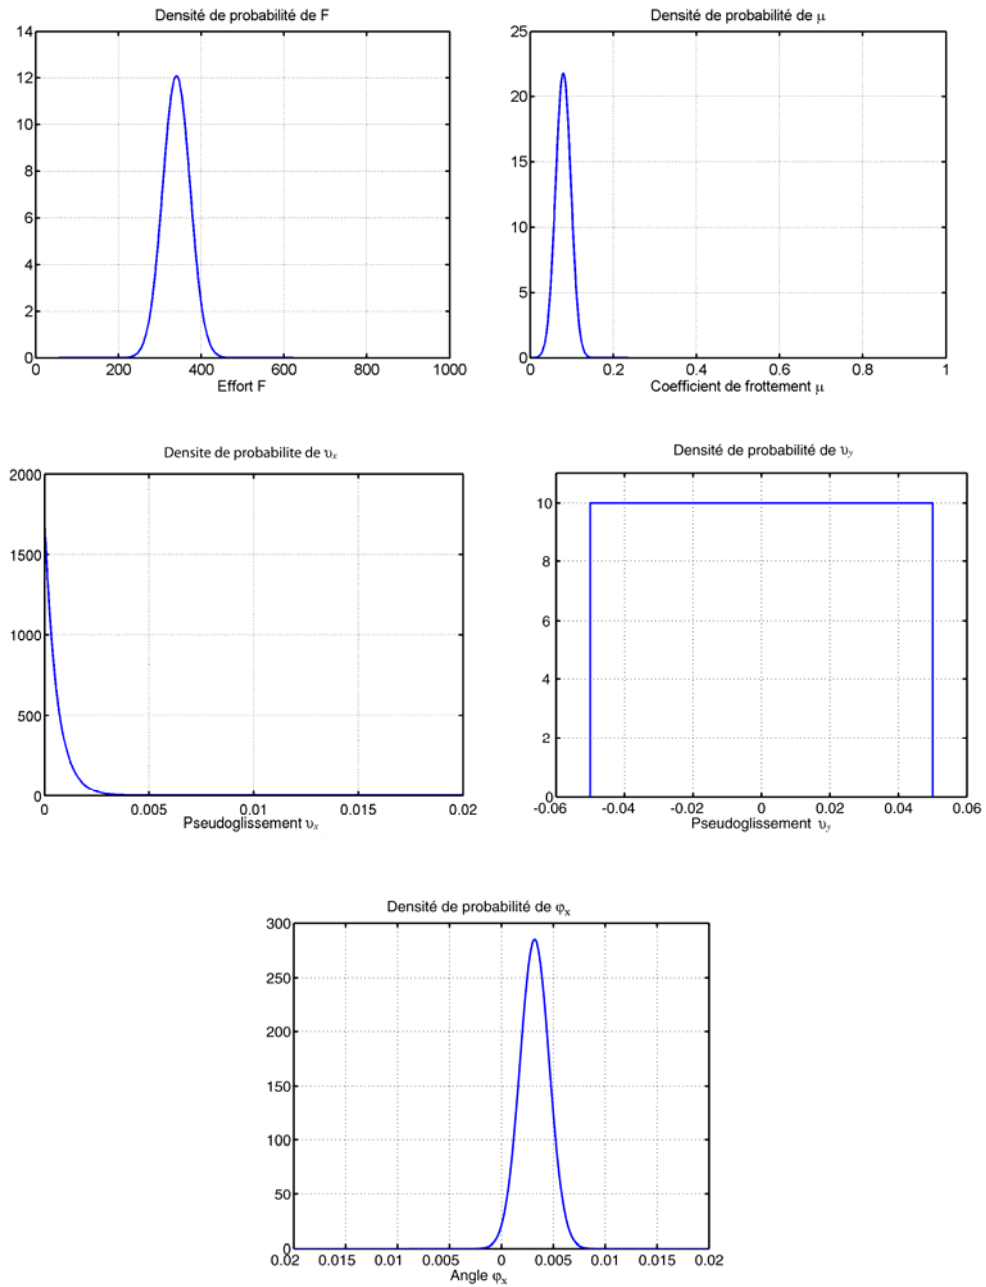 Densité de probabilité de F
14
12
10
8
6
4
2
0
0 200 400 600 800 1000
Effort F
Densité de probabilité de μ
25
20
15
10
5
0
0 0.2 0.4 0.6 0.8 1
Coefficient de frottement μ
Densite de probabilite de υx
2000
1500
1000
500
0
0 0.005 0.01 0.015 0.02
Pseudoglissement υx
Densité de probabilité de υy
10
8
6
4
2
0
-0.06 -0.04 -0.02 0 0.02 0.04 0.06
Pseudoglissement υy
Densité de probabilité de φx
300
250
200
150
100
50
0
0.02 0.015 0.01 0.005 0 0.005 0.01 0.015 0.02
Angle φx